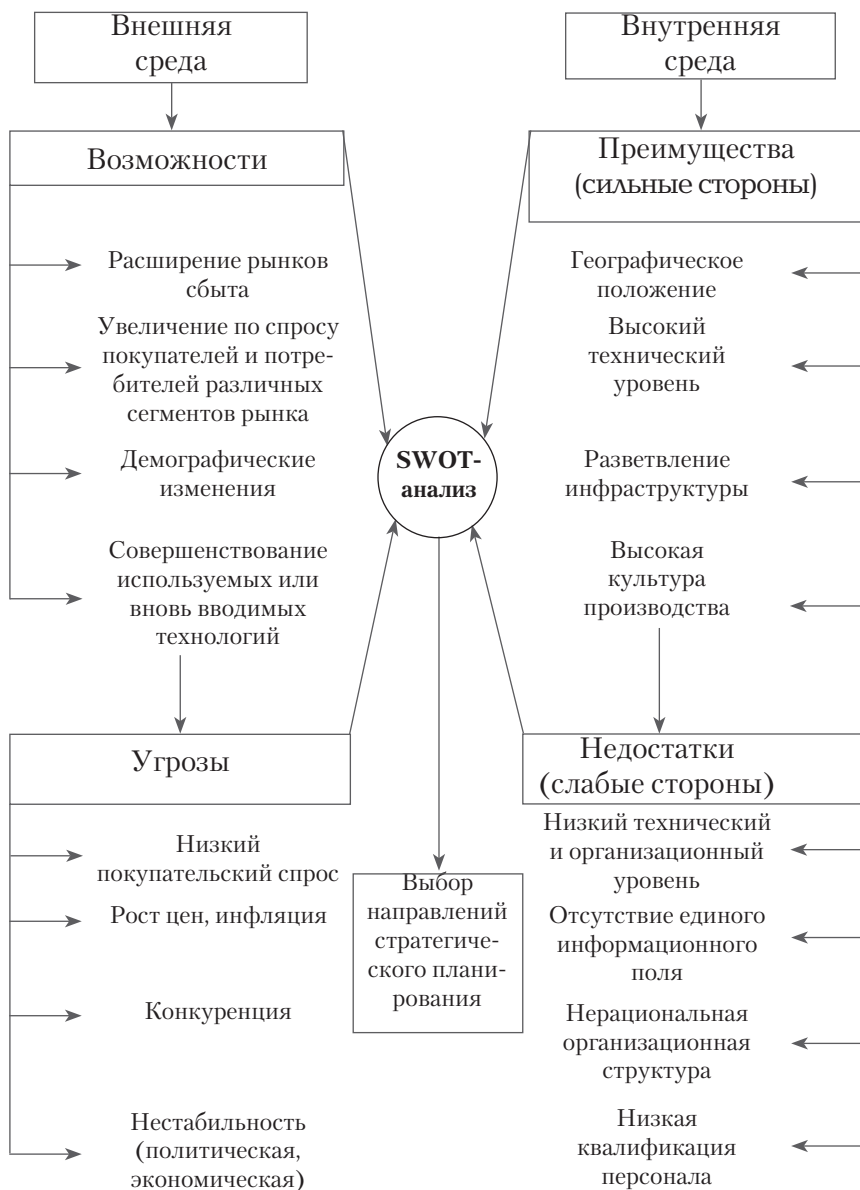 Внешняя
среда
Возможности
Расширение рынков
сбыта
Увеличение по спросу
покупателей и потре-
бителей различных
сегментов рынка
Демографические
изменения
Совершенствование
используемых или
вновь вводимых
технологий
Угрозы
Низкий
покупательский спрос
Рост цен, инфляция
Конкуренция
Нестабильность
(политическая,
экономическая)
SWOT-
анализ
Выбор
направлений
стратегиче-
ского плани-
рования
Внутренняя
среда
Преимущества
(сильные стороны)
Географическое
положение
Высокий
технический
уровень
Разветвление
инфраструктуры
Высокая
культура
производства
Недостатки
(слабые стороны)
Низкий технический
и организационный
уровень
Отсутствие единого
информационного
поля
Нерациональная
организационная
структура
Низкая
квалификация
персонала